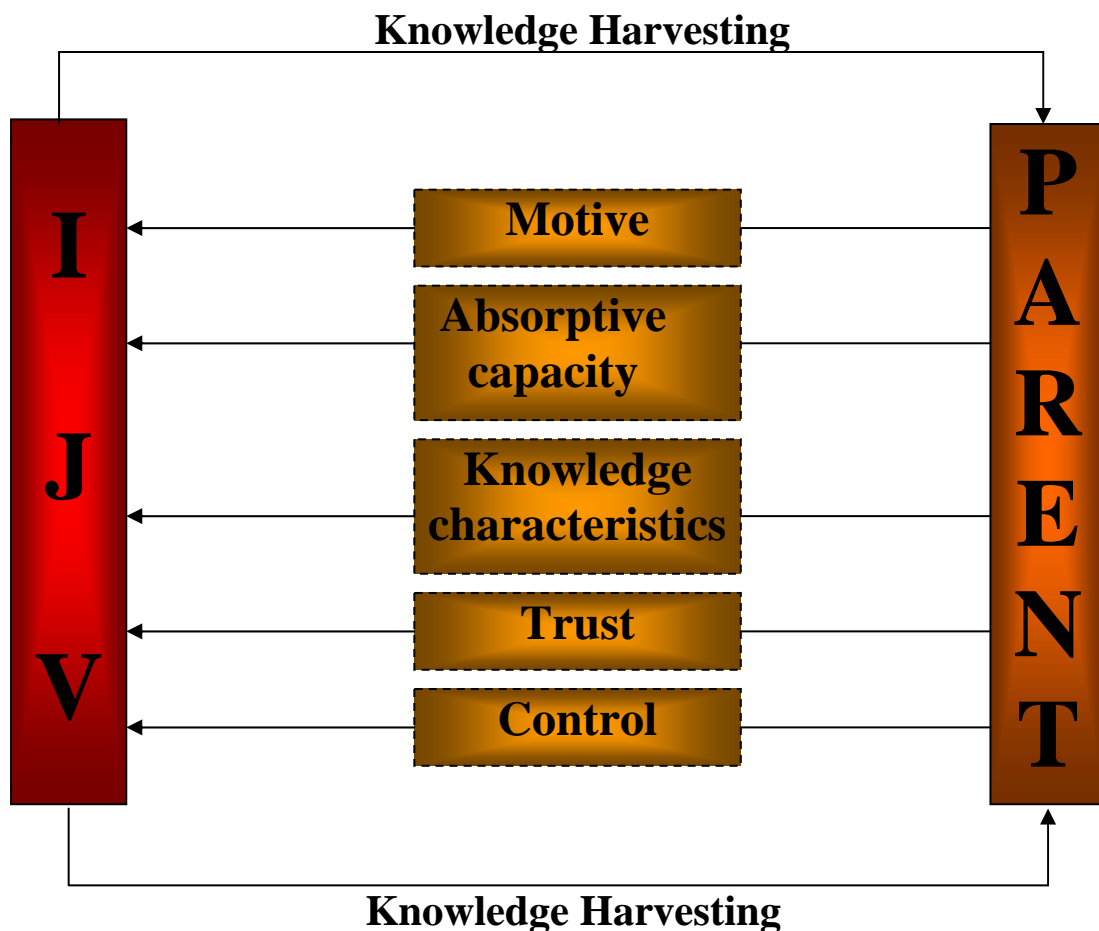 Knowledge Harvesting
I
J
V
Motive
Absorptive
capacity
Knowledge
characteristics
Trust
Control
P
A
R
E
N
T
Knowledge Harvesting